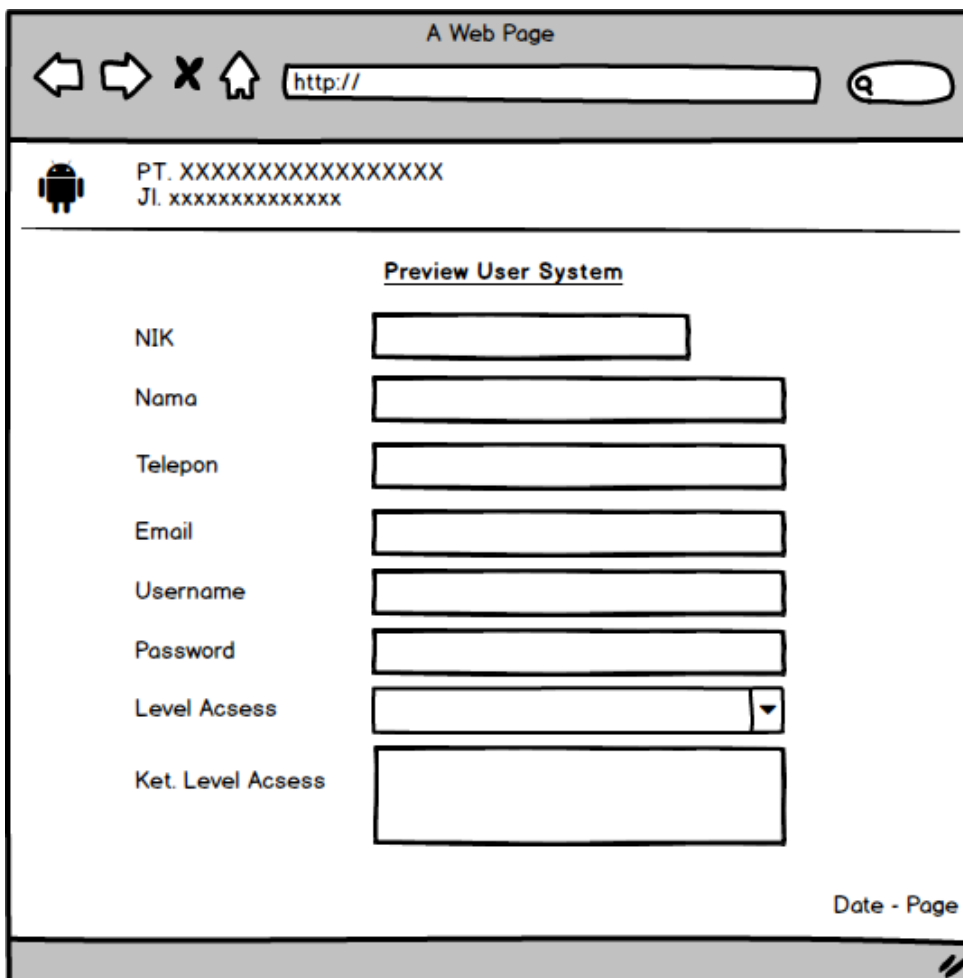 A Web Page
http://
PT. XXXXXXXXXXXXXXXXX
Jl. xxxxxxxxxxxxxx
Preview User System
NIK
Nama
Telepon
Email
Username
Password
Level Acsess
Ket. Level Acsess
Date - Page